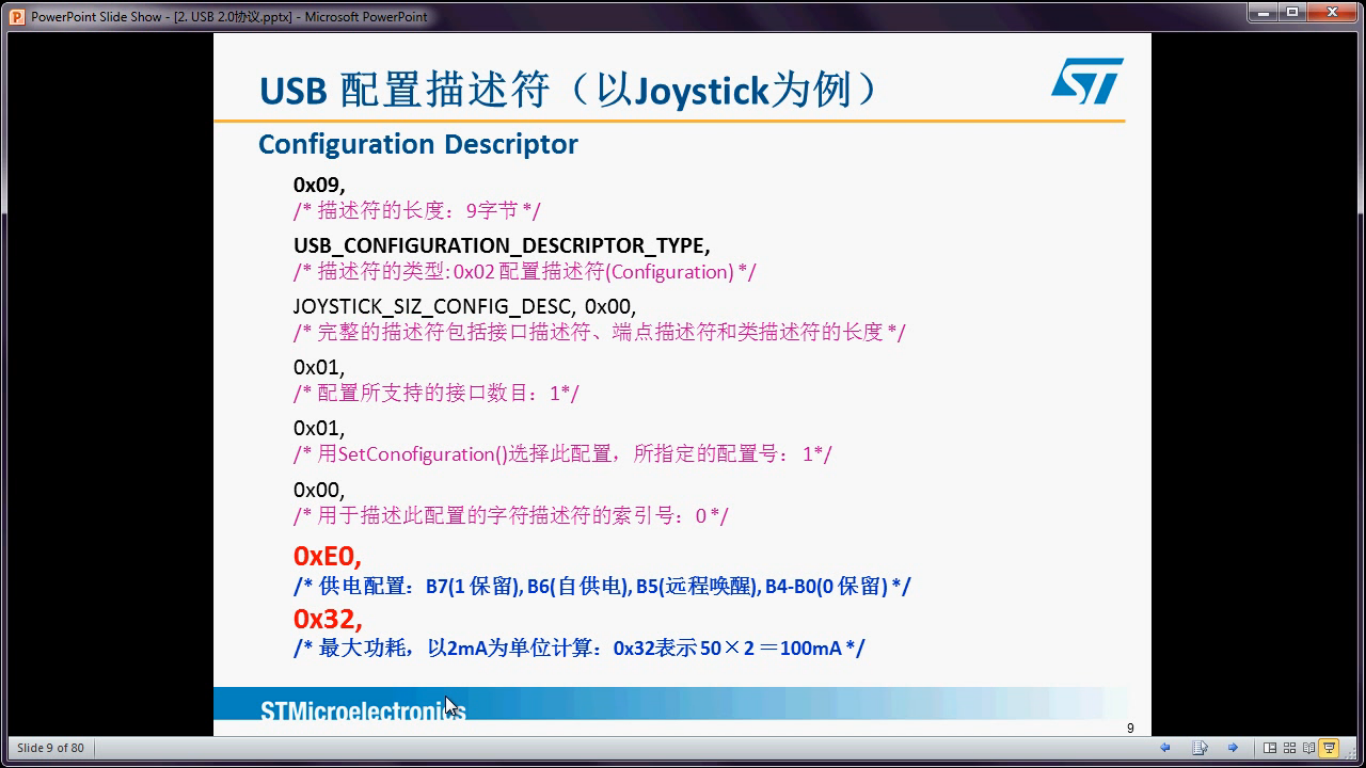 PowerPoint Slide Show - [2. USB 2.0协议.pptx] - Microsoft PowerPoint
USB 配置描述符（以Joystick为例）
ST
Configuration Descriptor
0x09,
/* 描述符的长度：9字节 */
USB_CONFIGURATION_DESCRIPTOR_TYPE,
/* 描述符的类型: 0x02 配置描述符(Configuration) */
JOYSTICK_SIZ_CONFIG_DESC, 0x00,
/* 完整的描述符包括接口描述符、端点描述符和类描述符的长度 */
0x01,
/* 配置所支持的接口数目：1*/
0x01,
/* 用SetConofiguration()选择此配置，所指定的配置号：1*/
0x00,
/* 用于描述此配置的字符描述符的索引号：0 */
0xE0,
/* 供电配置：B7(1 保留), B6(自供电), B5(远程唤醒), B4-B0(0 保留) */
0x32,
/* 最大功耗，以2mA为单位计算：0x32表示 50×2＝100mA */
STMicroelectronics
9
Slide 9 of 80